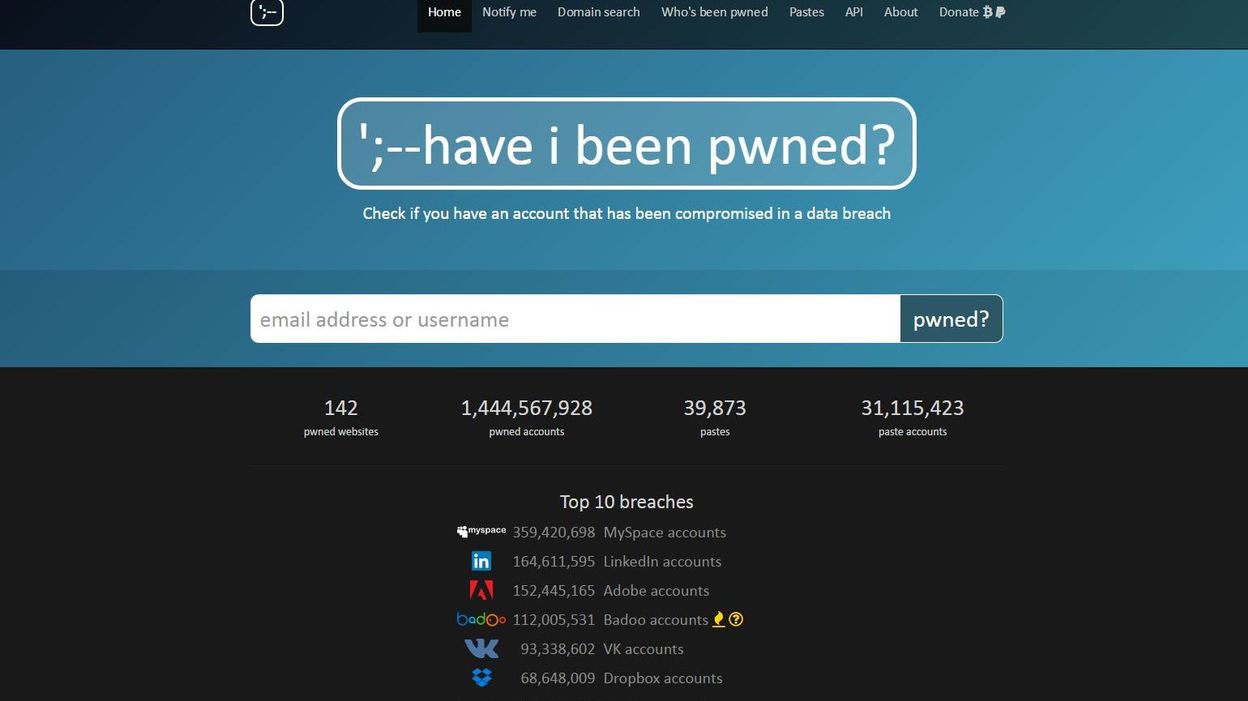 ';--
Home Notify me Domain search Who's been pwned Pastes API About Donate
';--have i been pwned?
Check if you have an account that has been compromised in a data breach
email address or username pwned?
142 1,444,567,928 39,873 31,115,423
pwned websites pwned accounts pastes paste accounts
Top 10 breaches
myspace 359,420,698 MySpace accounts
in 164,611,595 LinkedIn accounts
152,445,165 Adobe accounts
badoo 112,005,531 Badoo accounts ?
93,338,602 VK accounts
68,648,009 Dropbox accounts